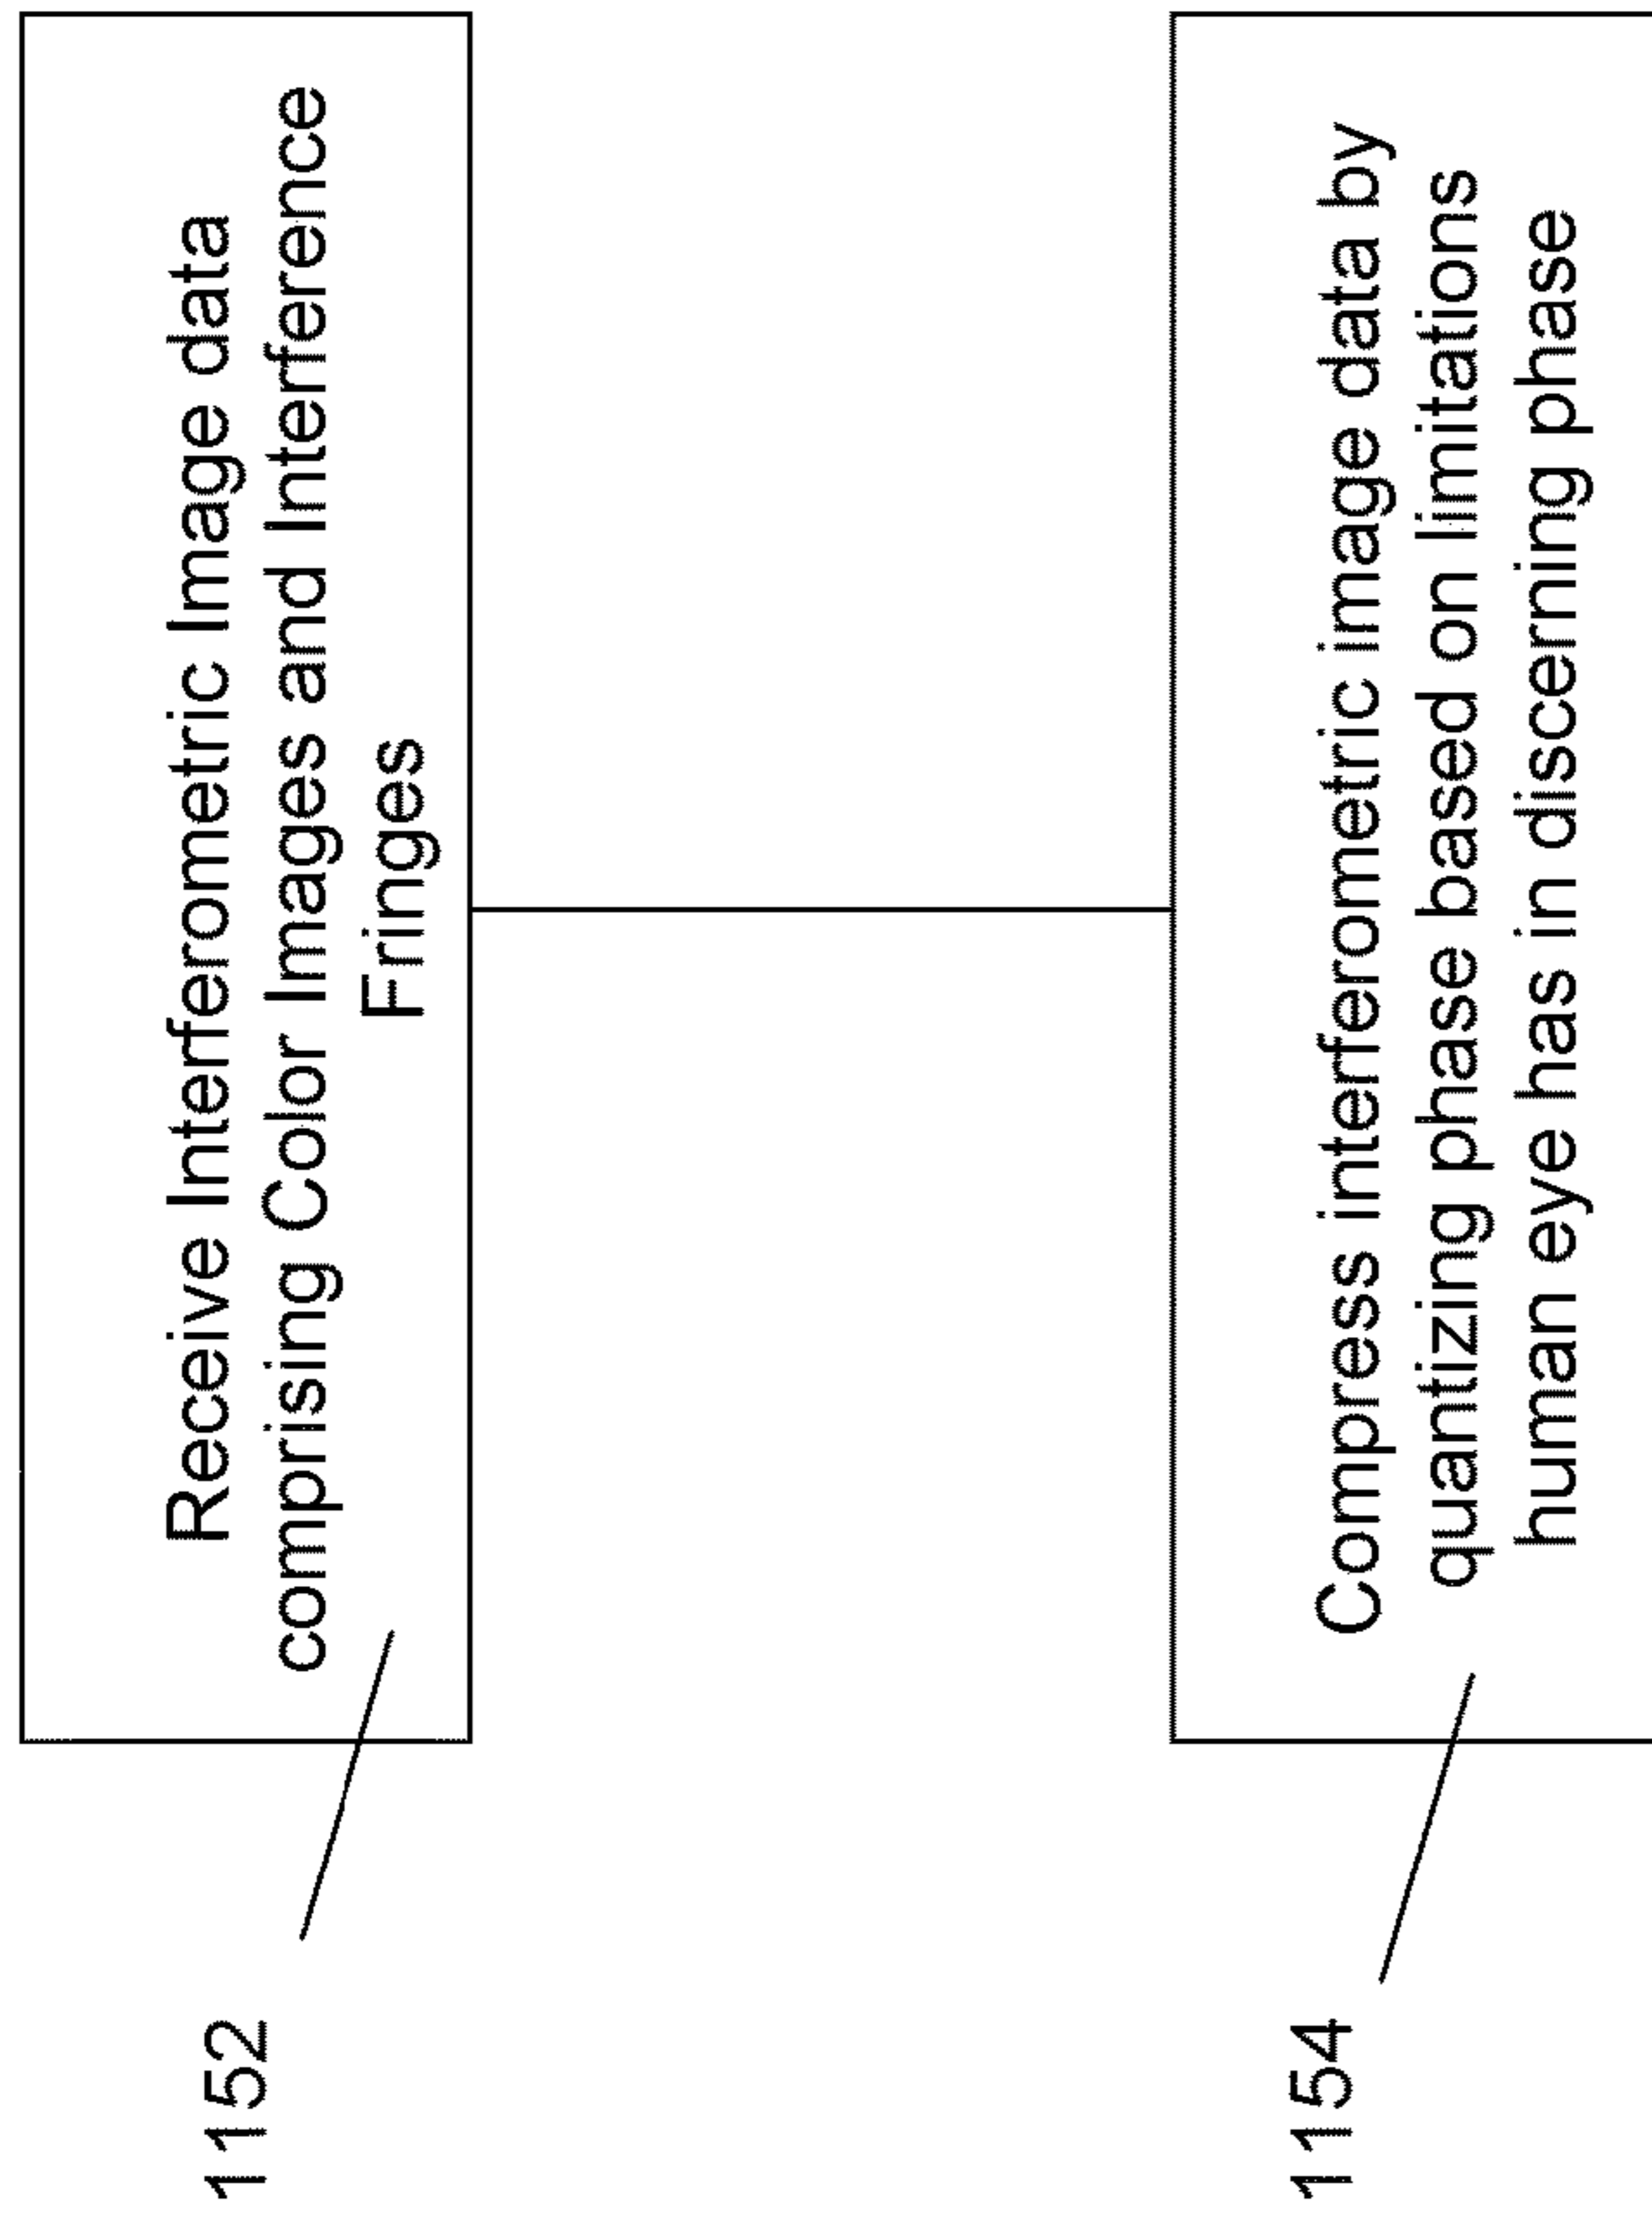 Receive Interferometric Image data
comprising Color Images and Interference
Fringes
1152
Compress interferometric image data by
quantizing phase based on limitations
human eye has in discerning phase
1154